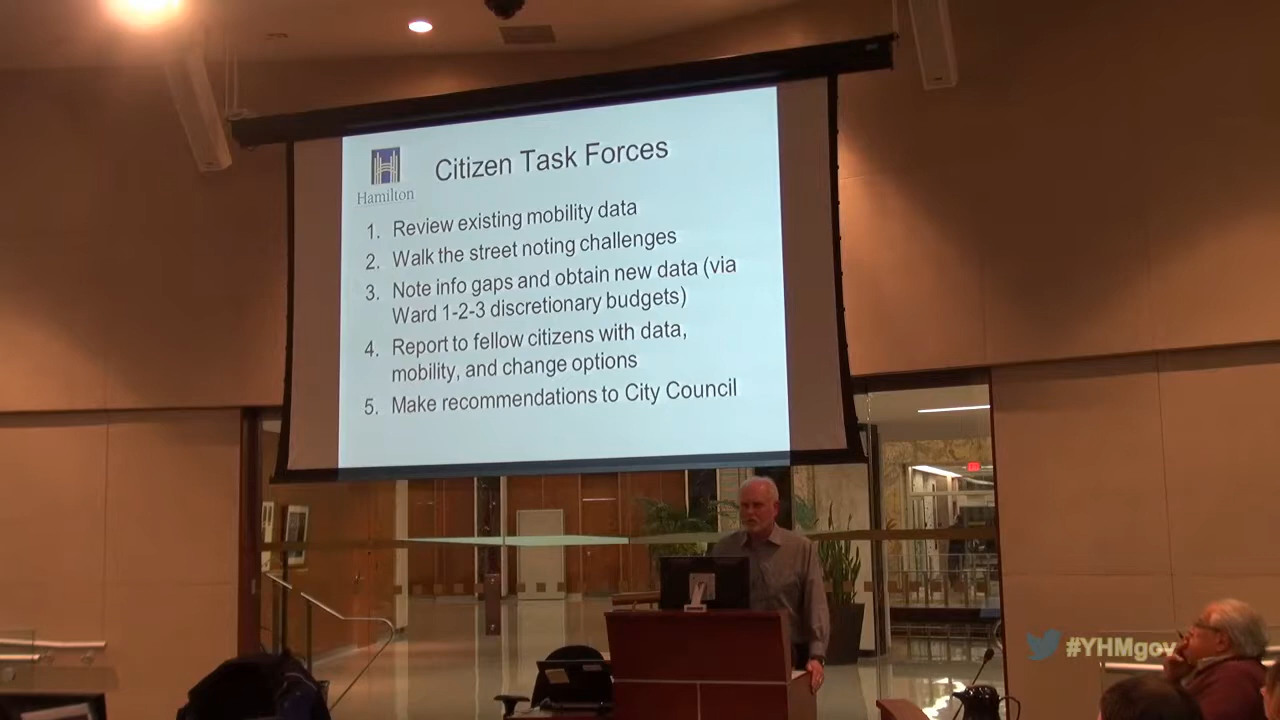 Citizen Task Forces
Hamilton
1. Review existing mobility data
2. Walk the street noting challenges
3. Note info gaps and obtain new data (via
Ward 1-2-3 discretionary budgets)
4. Report to fellow citizens with data,
mobility, and change options
5. Make recommendations to City Council
#YHMgov